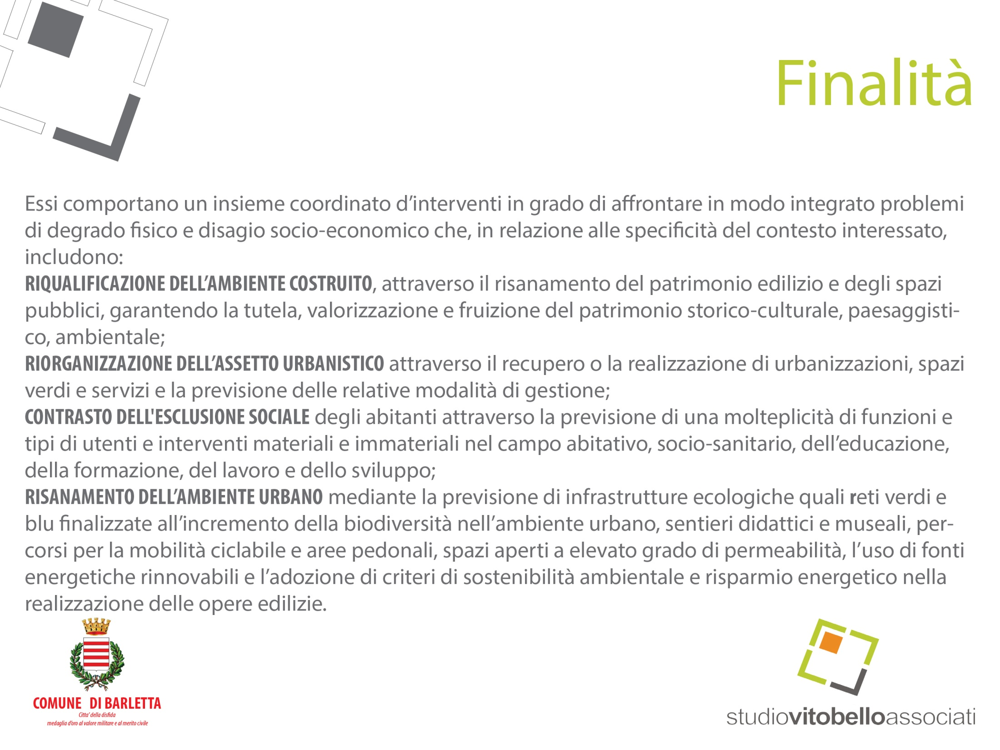 Finalità
Essi comportano un insieme coordinato d’interventi in grado di affrontare in modo integrato problemi
di degrado fisico e disagio socio-economico che, in relazione alle specificità del contesto interessato,
includono:
RIQUALIFICAZIONE DELL’AMBIENTE COSTRUITO, attraverso il risanamento del patrimonio edilizio e degli spazi
pubblici, garantendo la tutela, valorizzazione e fruizione del patrimonio storico-culturale, paesaggisti-
co, ambientale;
RIORGANIZZAZIONE DELL’ASSETTO URBANISTICO attraverso il recupero o la realizzazione di urbanizzazioni, spazi
verdi e servizi e la previsione delle relative modalità di gestione;
CONTRASTO DELL'ESCLUSIONE SOCIALE degli abitanti attraverso la previsione di una molteplicità di funzioni e
tipi di utenti e interventi materiali e immateriali nel campo abitativo, socio-sanitario, dell’educazione,
della formazione, del lavoro e dello sviluppo;
RISANAMENTO DELL’AMBIENTE URBANO mediante la previsione di infrastrutture ecologiche quali reti verdi e
blu finalizzate all’incremento della biodiversità nell’ambiente urbano, sentieri didattici e museali, per-
corsi per la mobilità ciclabile e aree pedonali, spazi aperti a elevato grado di permeabilità, l’uso di fonti
energetiche rinnovabili e l’adozione di criteri di sostenibilità ambientale e risparmio energetico nella
realizzazione delle opere edilizie.
COMUNE DI BARLETTA
Citta’ della disfida
medaglia d’oro al valore militare e al merito civile
studiovitobelloassociati